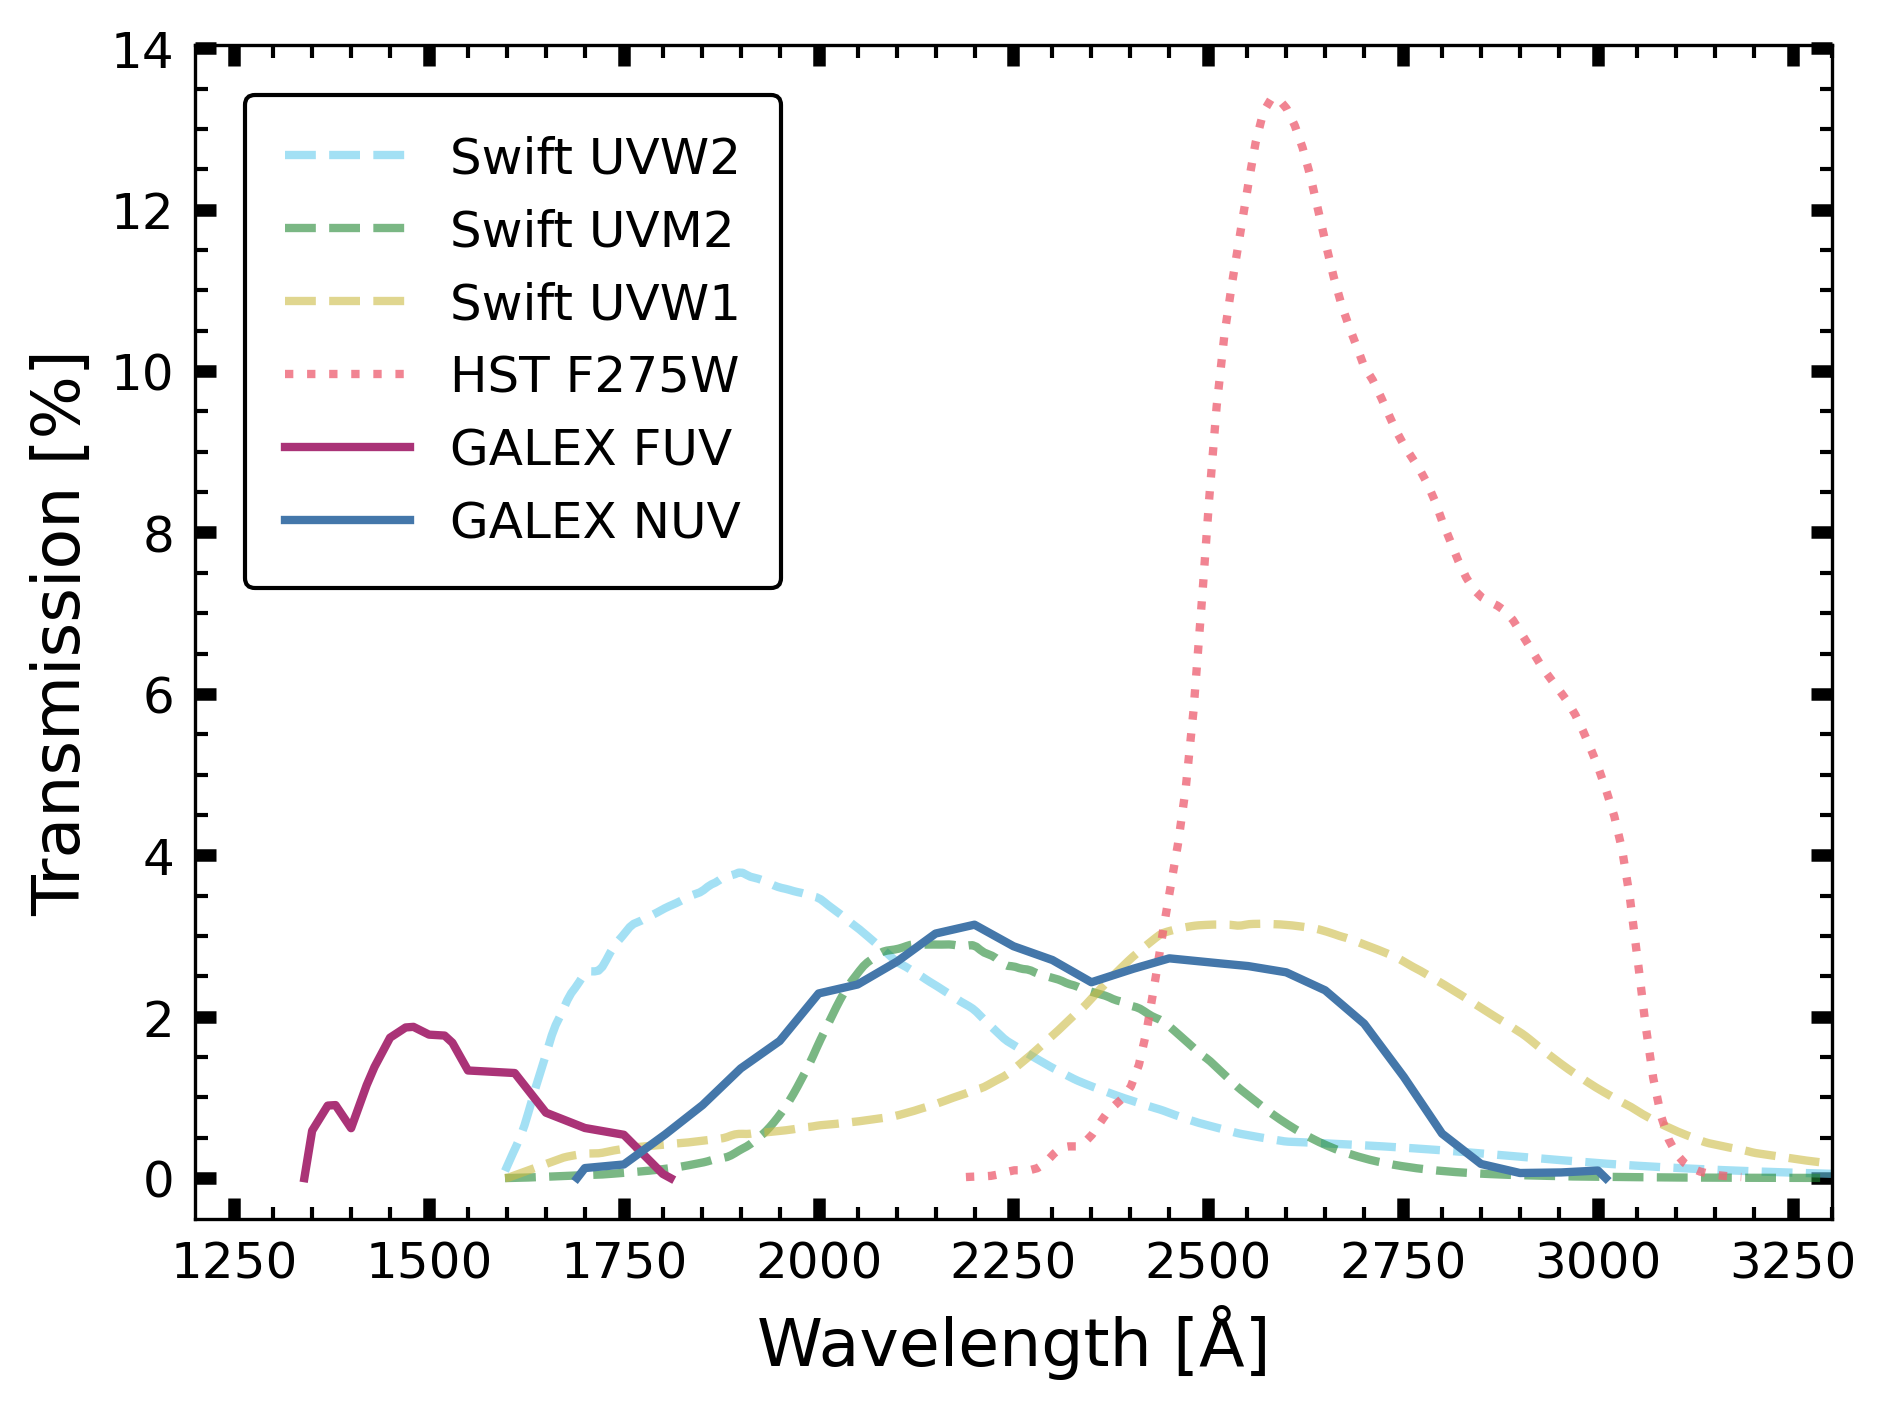 14
12
10
8
6
4
2
0
Transmission [%]
Swift UVW2
Swift UVM2
Swift UVW1
HST F275W
GALEX FUV
GALEX NUV
1250 1500 1750 2000 2250 2500 2750 3000 3250
Wavelength [Å]